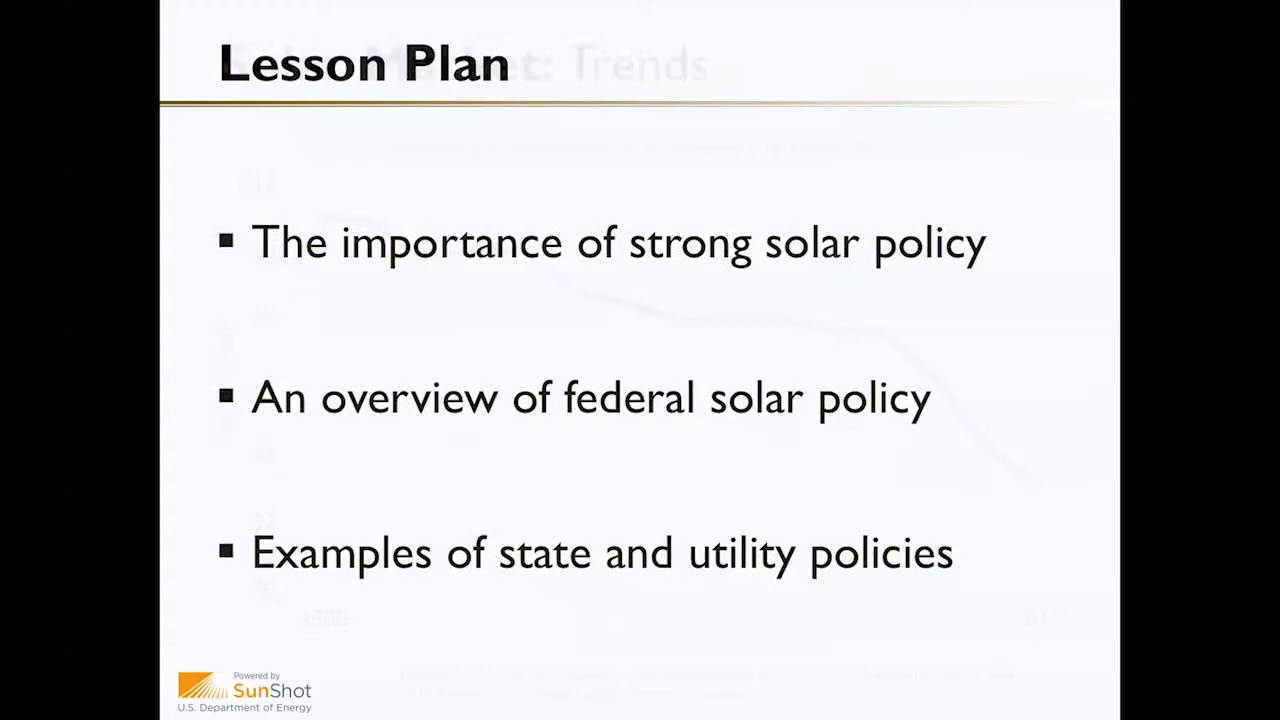 Lesson Plan
Trends
▪ The importance of strong solar policy
▪ An overview of federal solar policy
▪ Examples of state and utility policies
Powered by
SunShot
U.S. Department of Energy